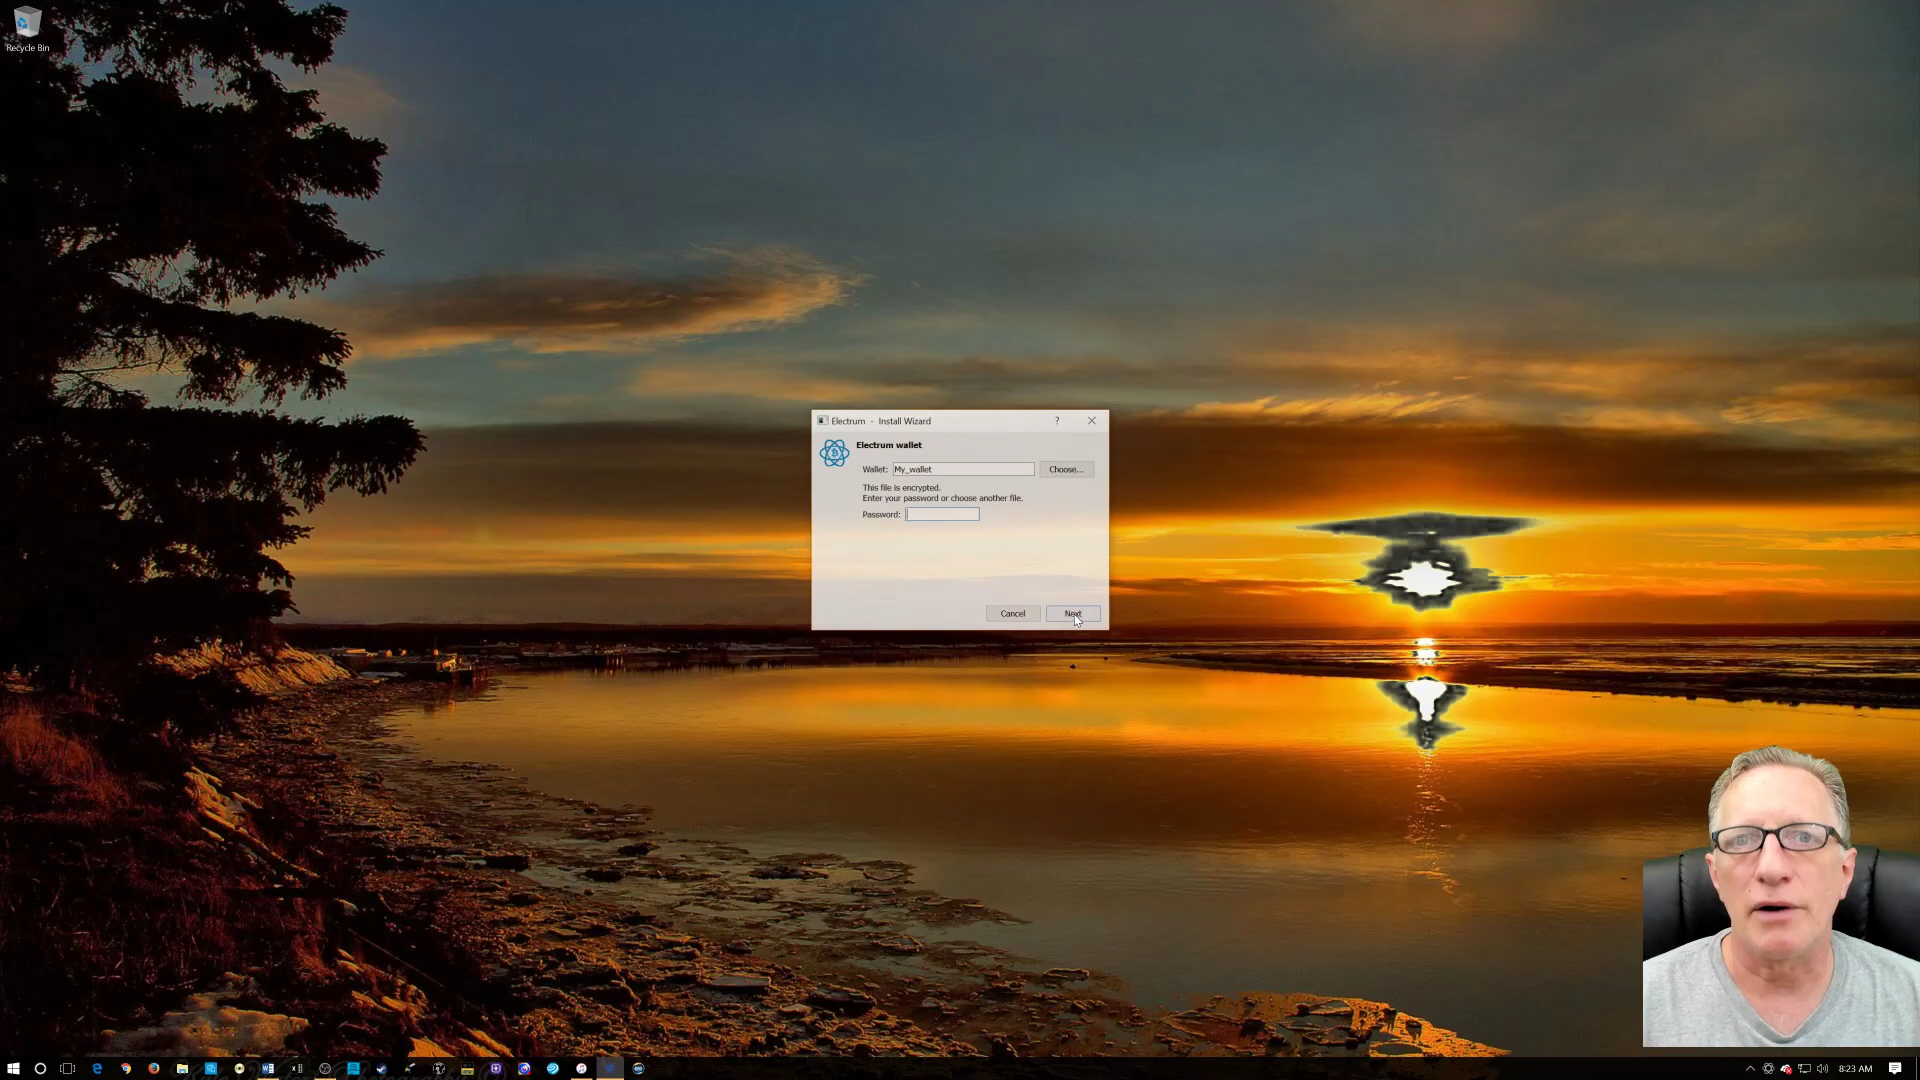 Recycle Bin
Electrum - Install Wizard
?
Electrum wallet
Wallet: My_wallet Choose...
This file is encrypted.
Enter your password or choose another file.
Password:
Cancel Next
8:23 AM